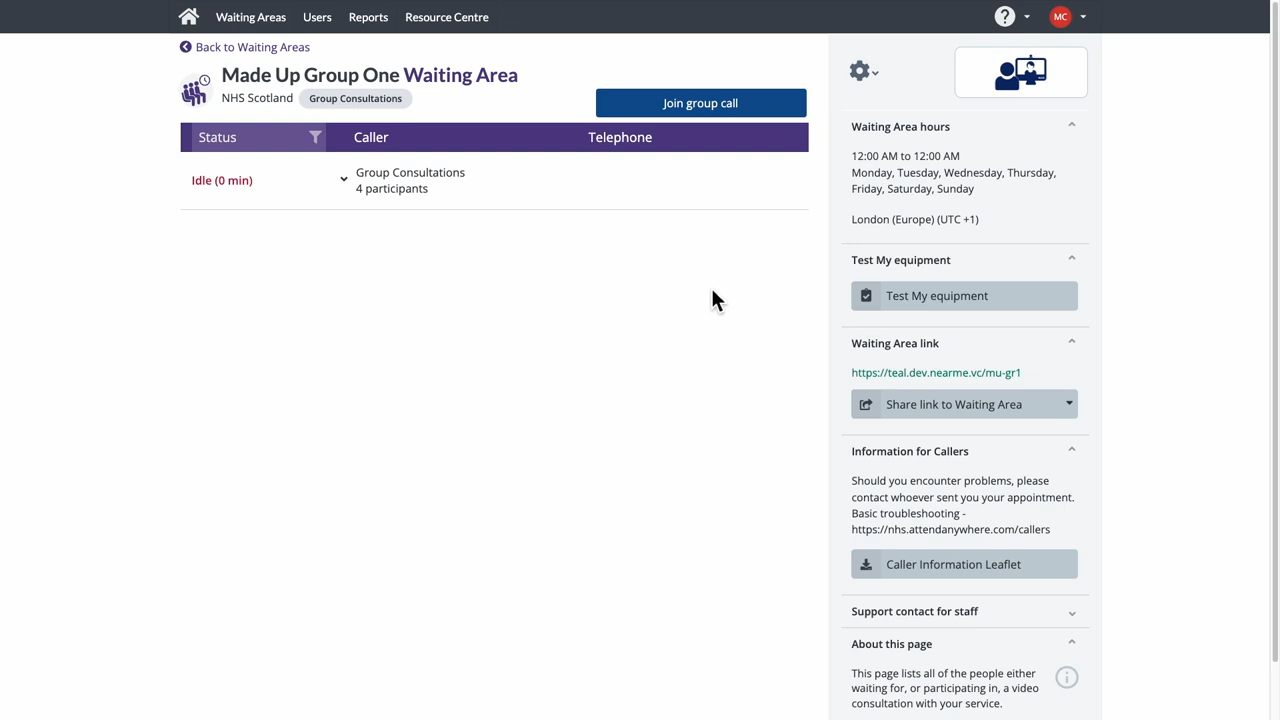 Waiting Areas Users Reports Resource Centre ? MC
Back to Waiting Areas
Made Up Group One Waiting Area
NHS Scotland Group Consultations
Join group call
Status Caller Telephone
Idle (0 min)
Group Consultations
4 participants
Waiting Area hours
12:00 AM to 12:00 AM
Monday, Tuesday, Wednesday, Thursday,
Friday, Saturday, Sunday
London (Europe) (UTC +1)
Test My equipment
Test My equipment
Waiting Area link
https://teal.dev.nearme.vc/mu-gr1
Share link to Waiting Area
Information for Callers
Should you encounter problems, please
contact whoever sent you your appointment.
Basic troubleshooting -
https://nhs.attendanywhere.com/callers
Caller Information Leaflet
Support contact for staff
About this page
This page lists all of the people either
waiting for, or participating in, a video
consultation with your service.